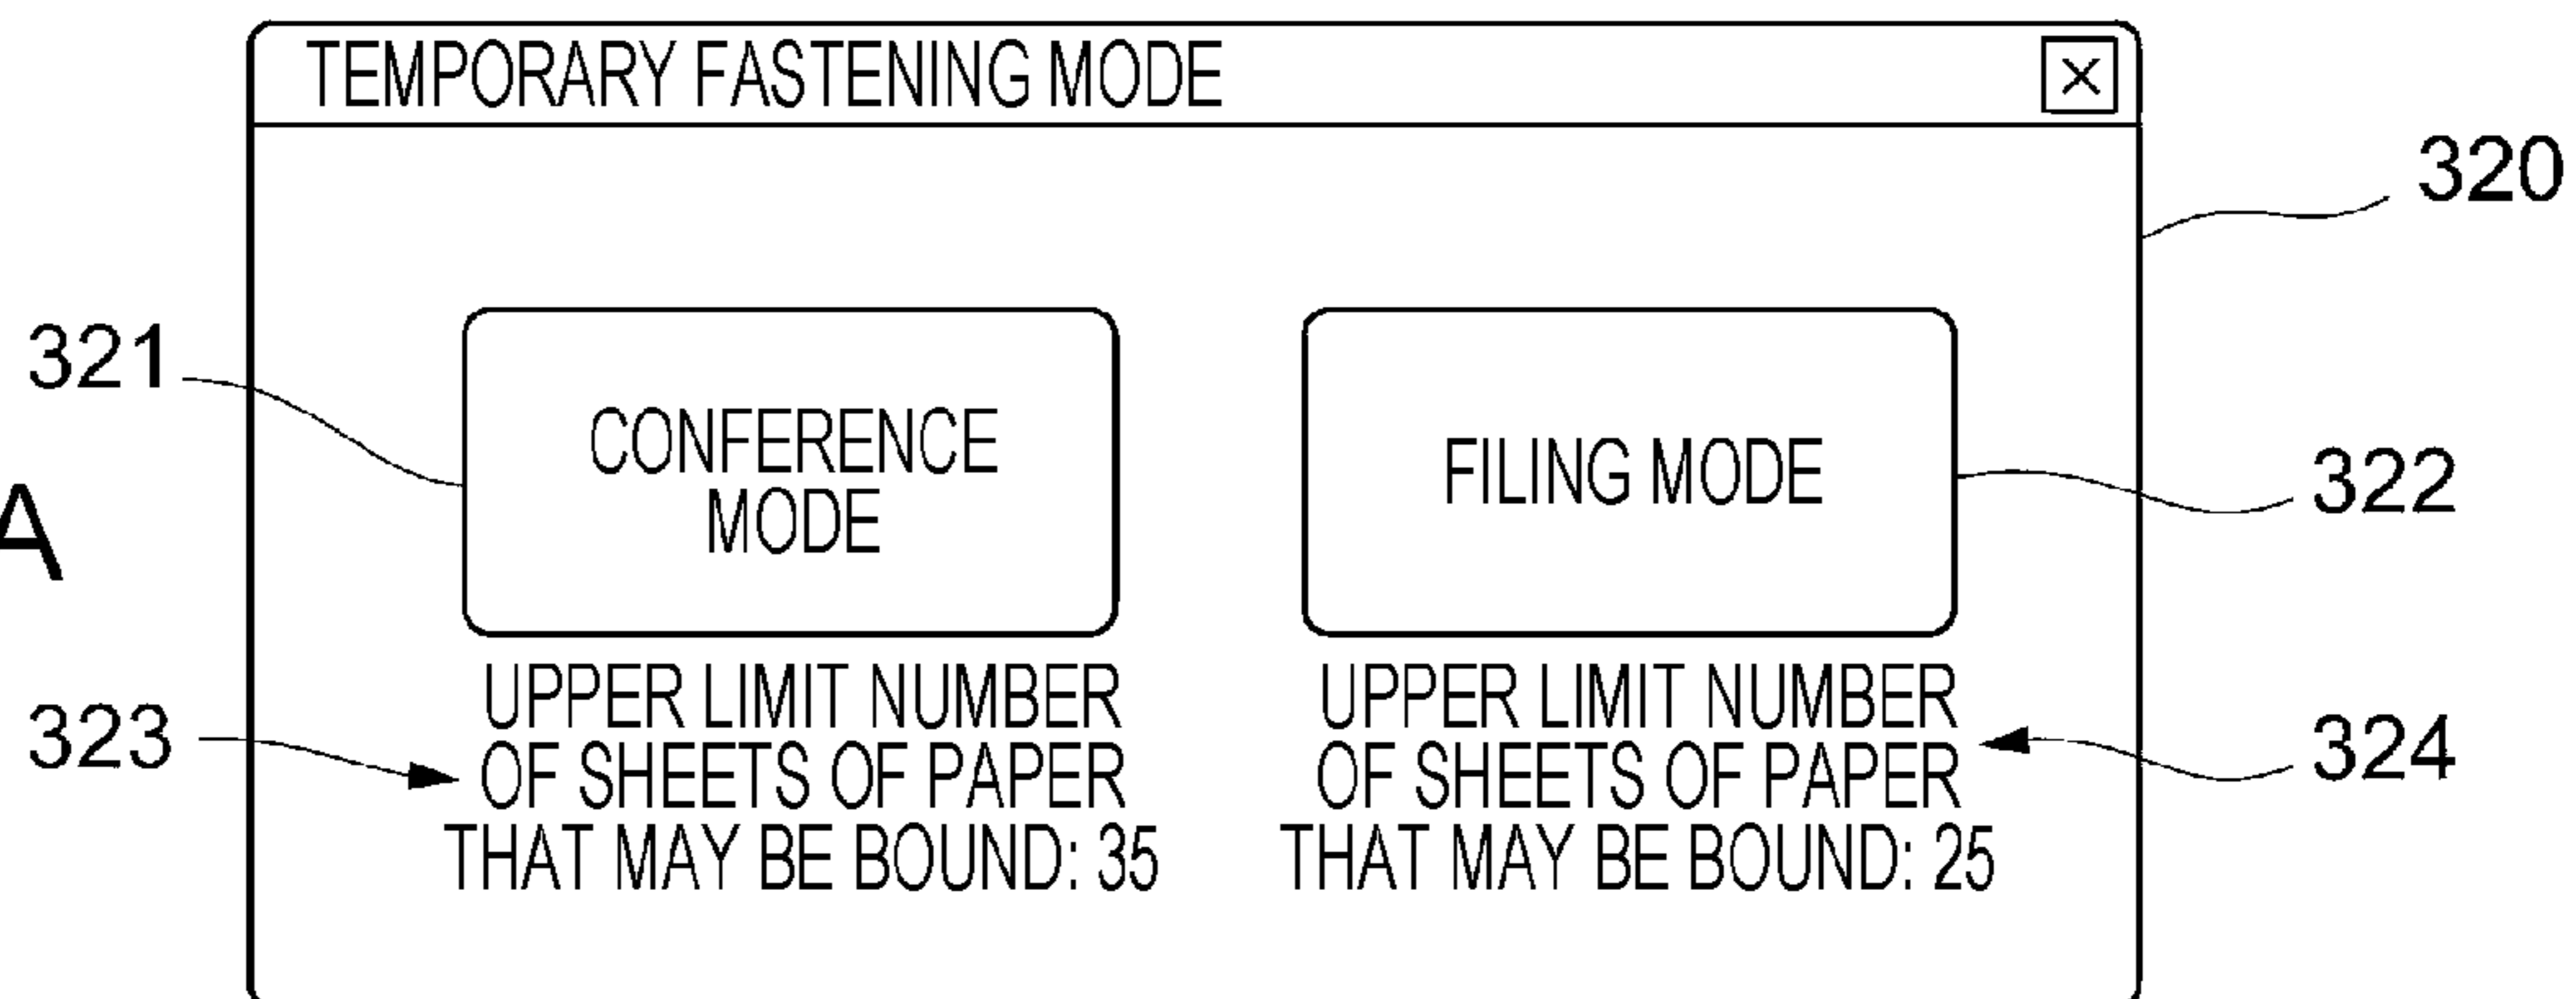 TEMPORARY FASTENING MODE
320
321
CONFERENCE
MODE
FILING MODE
322
A
323
UPPER LIMIT NUMBER
OF SHEETS OF PAPER
THAT MAY BE BOUND: 35
UPPER LIMIT NUMBER
OF SHEETS OF PAPER
THAT MAY BE BOUND: 25
324